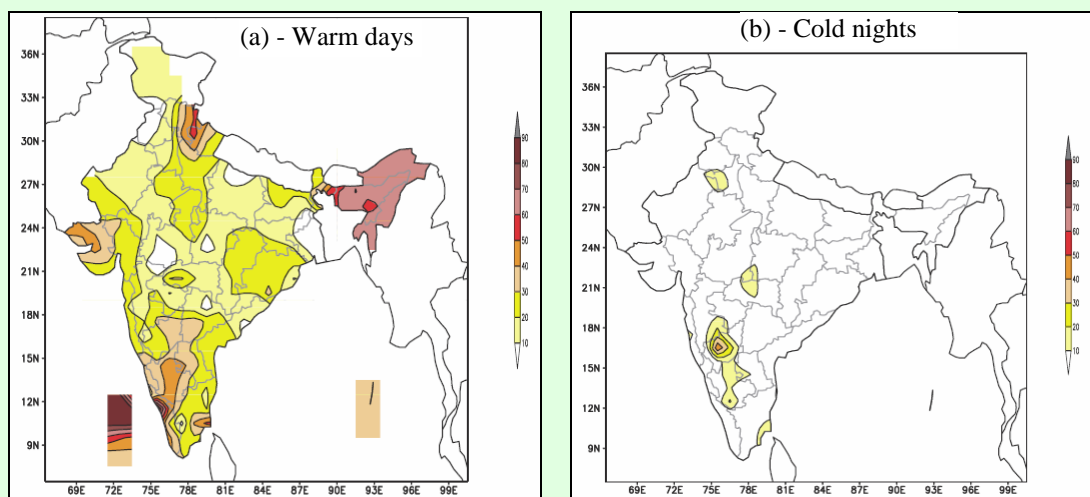 (a) - Warm days
36N
33N
30N
27N
24N
21N
18N
15N
12N
9N
69E 72E 75E 78E 81E 84E 87E 90E 93E 96E 99E
90
80
70
60
50
40
30
20
10
(b) - Cold nights
36N
33N
30N
27N
24N
21N
18N
15N
12N
9N
69E 72E 75E 78E 81E 84E 87E 90E 93E 96E 99E
90
80
70
60
50
40
30
20
10